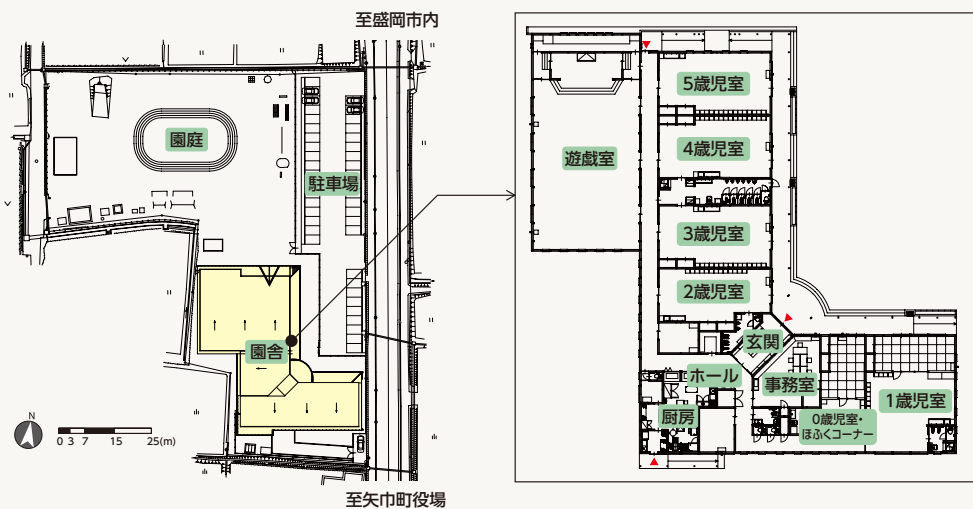 至盛岡市内
園庭
駐車場
園舎
N
0 3 7 15 25(m)
至矢巾町役場
5歳児室
4歳児室
遊戯室
3歳児室
2歳児室
玄関
ホール
事務室
1歳児室
厨房
0歳児室・
ほふくコーナー